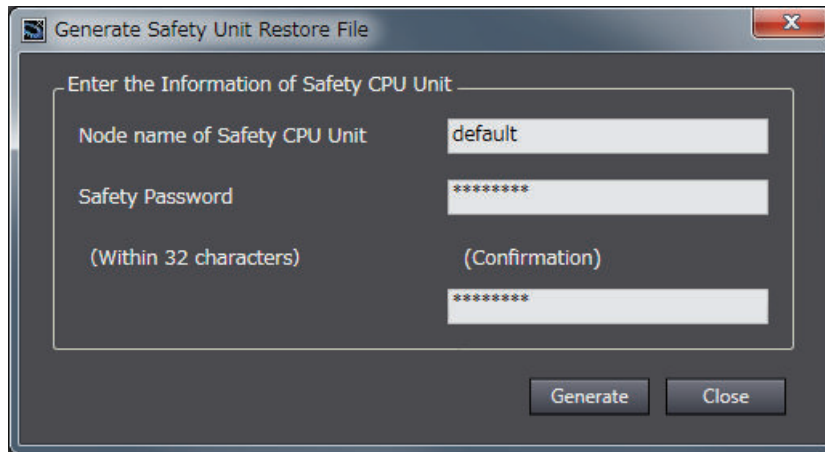 Generate Safety Unit Restore File
Enter the Information of Safety CPU Unit
Node name of Safety CPU Unit default
Safety Password ********
(Within 32 characters) (Confirmation)
********
Generate Close